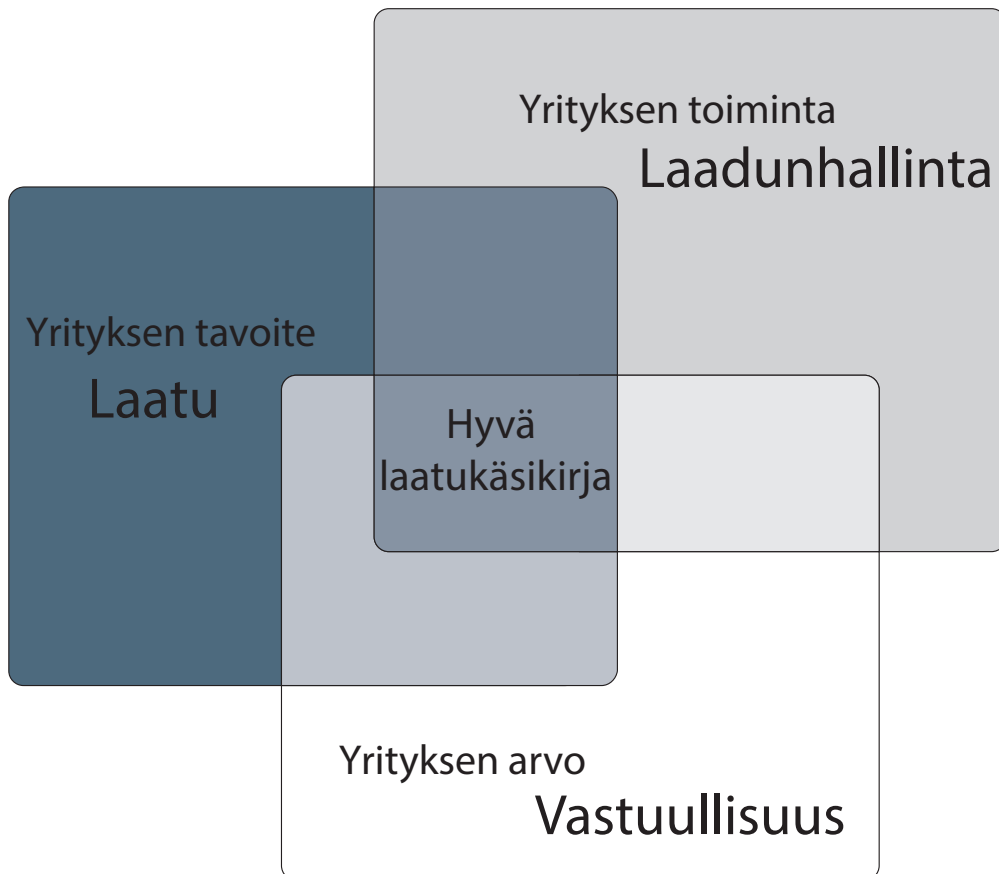 Yrityksen toiminta
Laadunhallinta
Yrityksen tavoite
Laatu
Hyvä
laatukäsikirja
Yrityksen arvo
Vastuullisuus